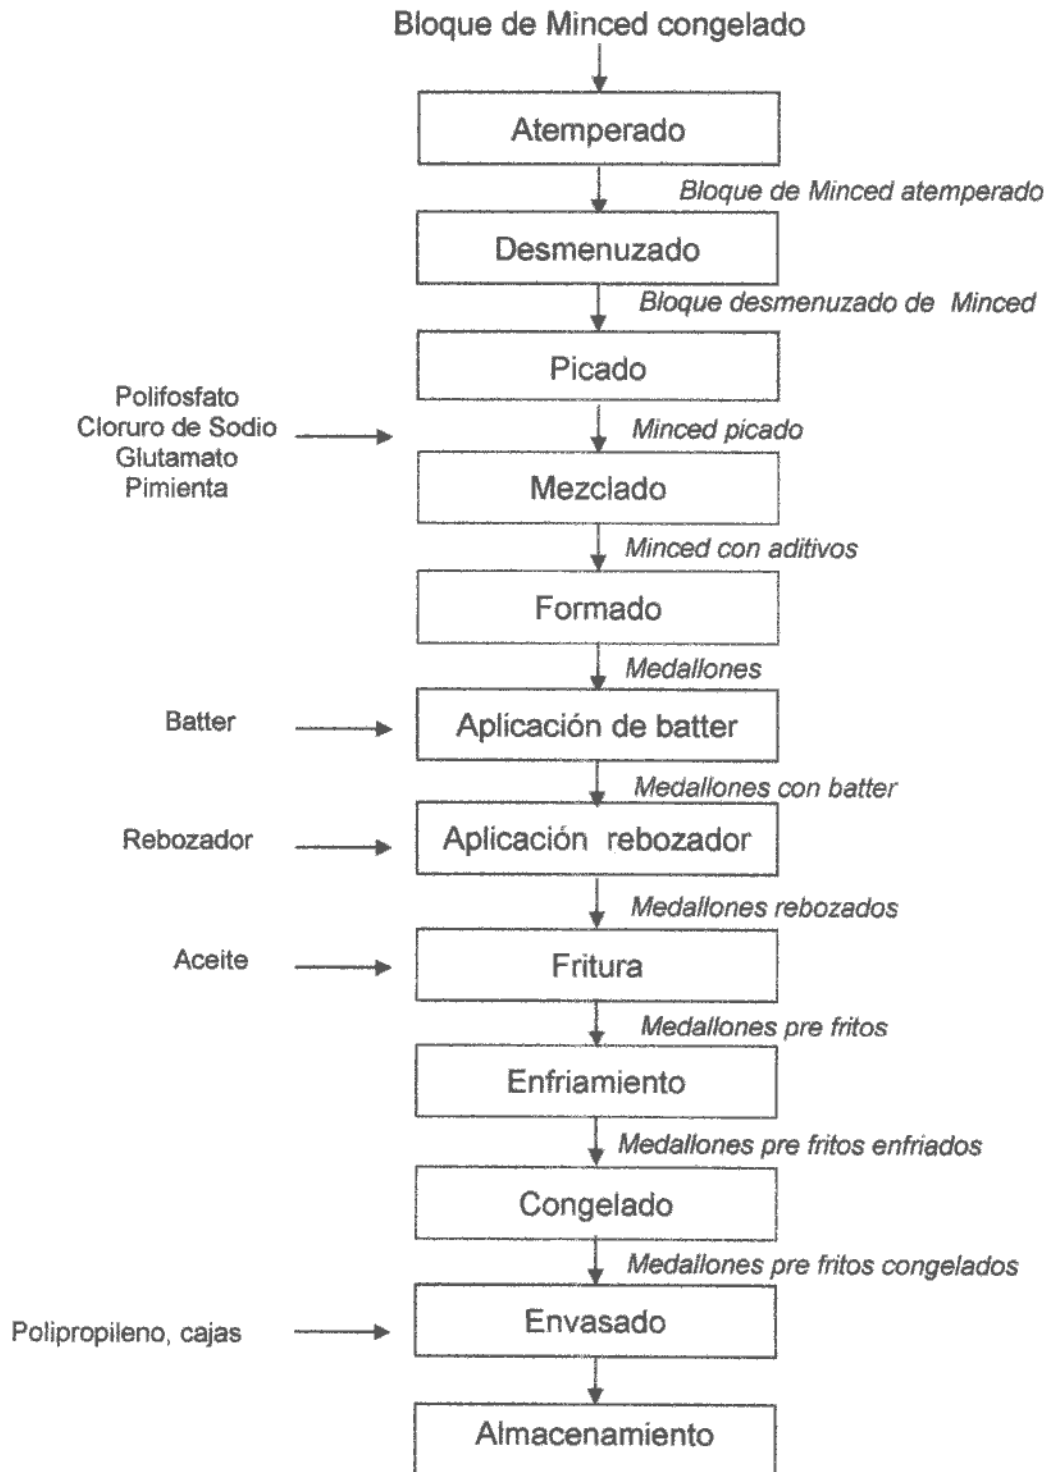 Bloque de Minced congelado
Atemperado
Bloque de Minced atemperado
Desmenuzado
Bloque desmenuzado de Minced
Picado
Polifosfato
Cloruro de Sodio
Glutamato
Pimienta
Minced picado
Mezclado
Minced con aditivos
Formado
Medallones
Batter
Aplicación de batter
Medallones con batter
Rebozador
Aplicación rebozador
Medallones rebozados
Aceite
Fritura
Medallones pre fritos
Enfriamiento
Medallones pre fritos enfriados
Congelado
Medallones pre fritos congelados
Polipropileno, cajas
Envasado
Almacenamiento